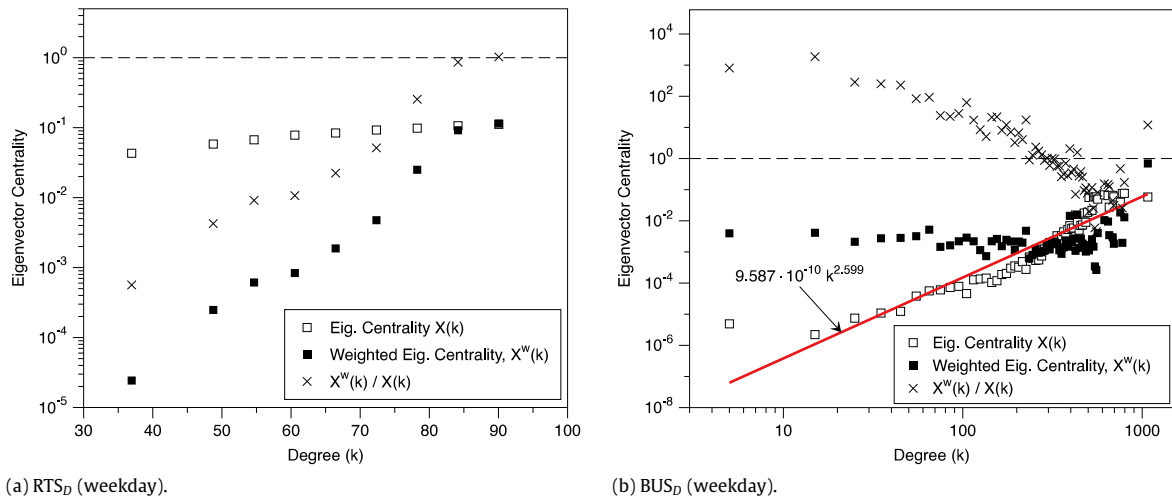 Eigenvector Centrality
10^0
10^-1
10^-2
10^-3
10^-4
10^-5
30 40 50 60 70 80 90 100
Degree (k)
□ Eig. Centrality X(k)
■ Weighted Eig. Centrality, X^w(k)
× X^w(k) / X(k)
(a) RTS_D (weekday).
Eigenvector Centrality
10^4
10^2
10^0
10^-2
10^-4
10^-6
10^-8
10 100 1000
Degree (k)
9.587 · 10^-10 k^2.599
□ Eig. Centrality X(k)
■ Weighted Eig. Centrality, X^w(k)
× X^w(k) / X(k)
(b) BUS_D (weekday).